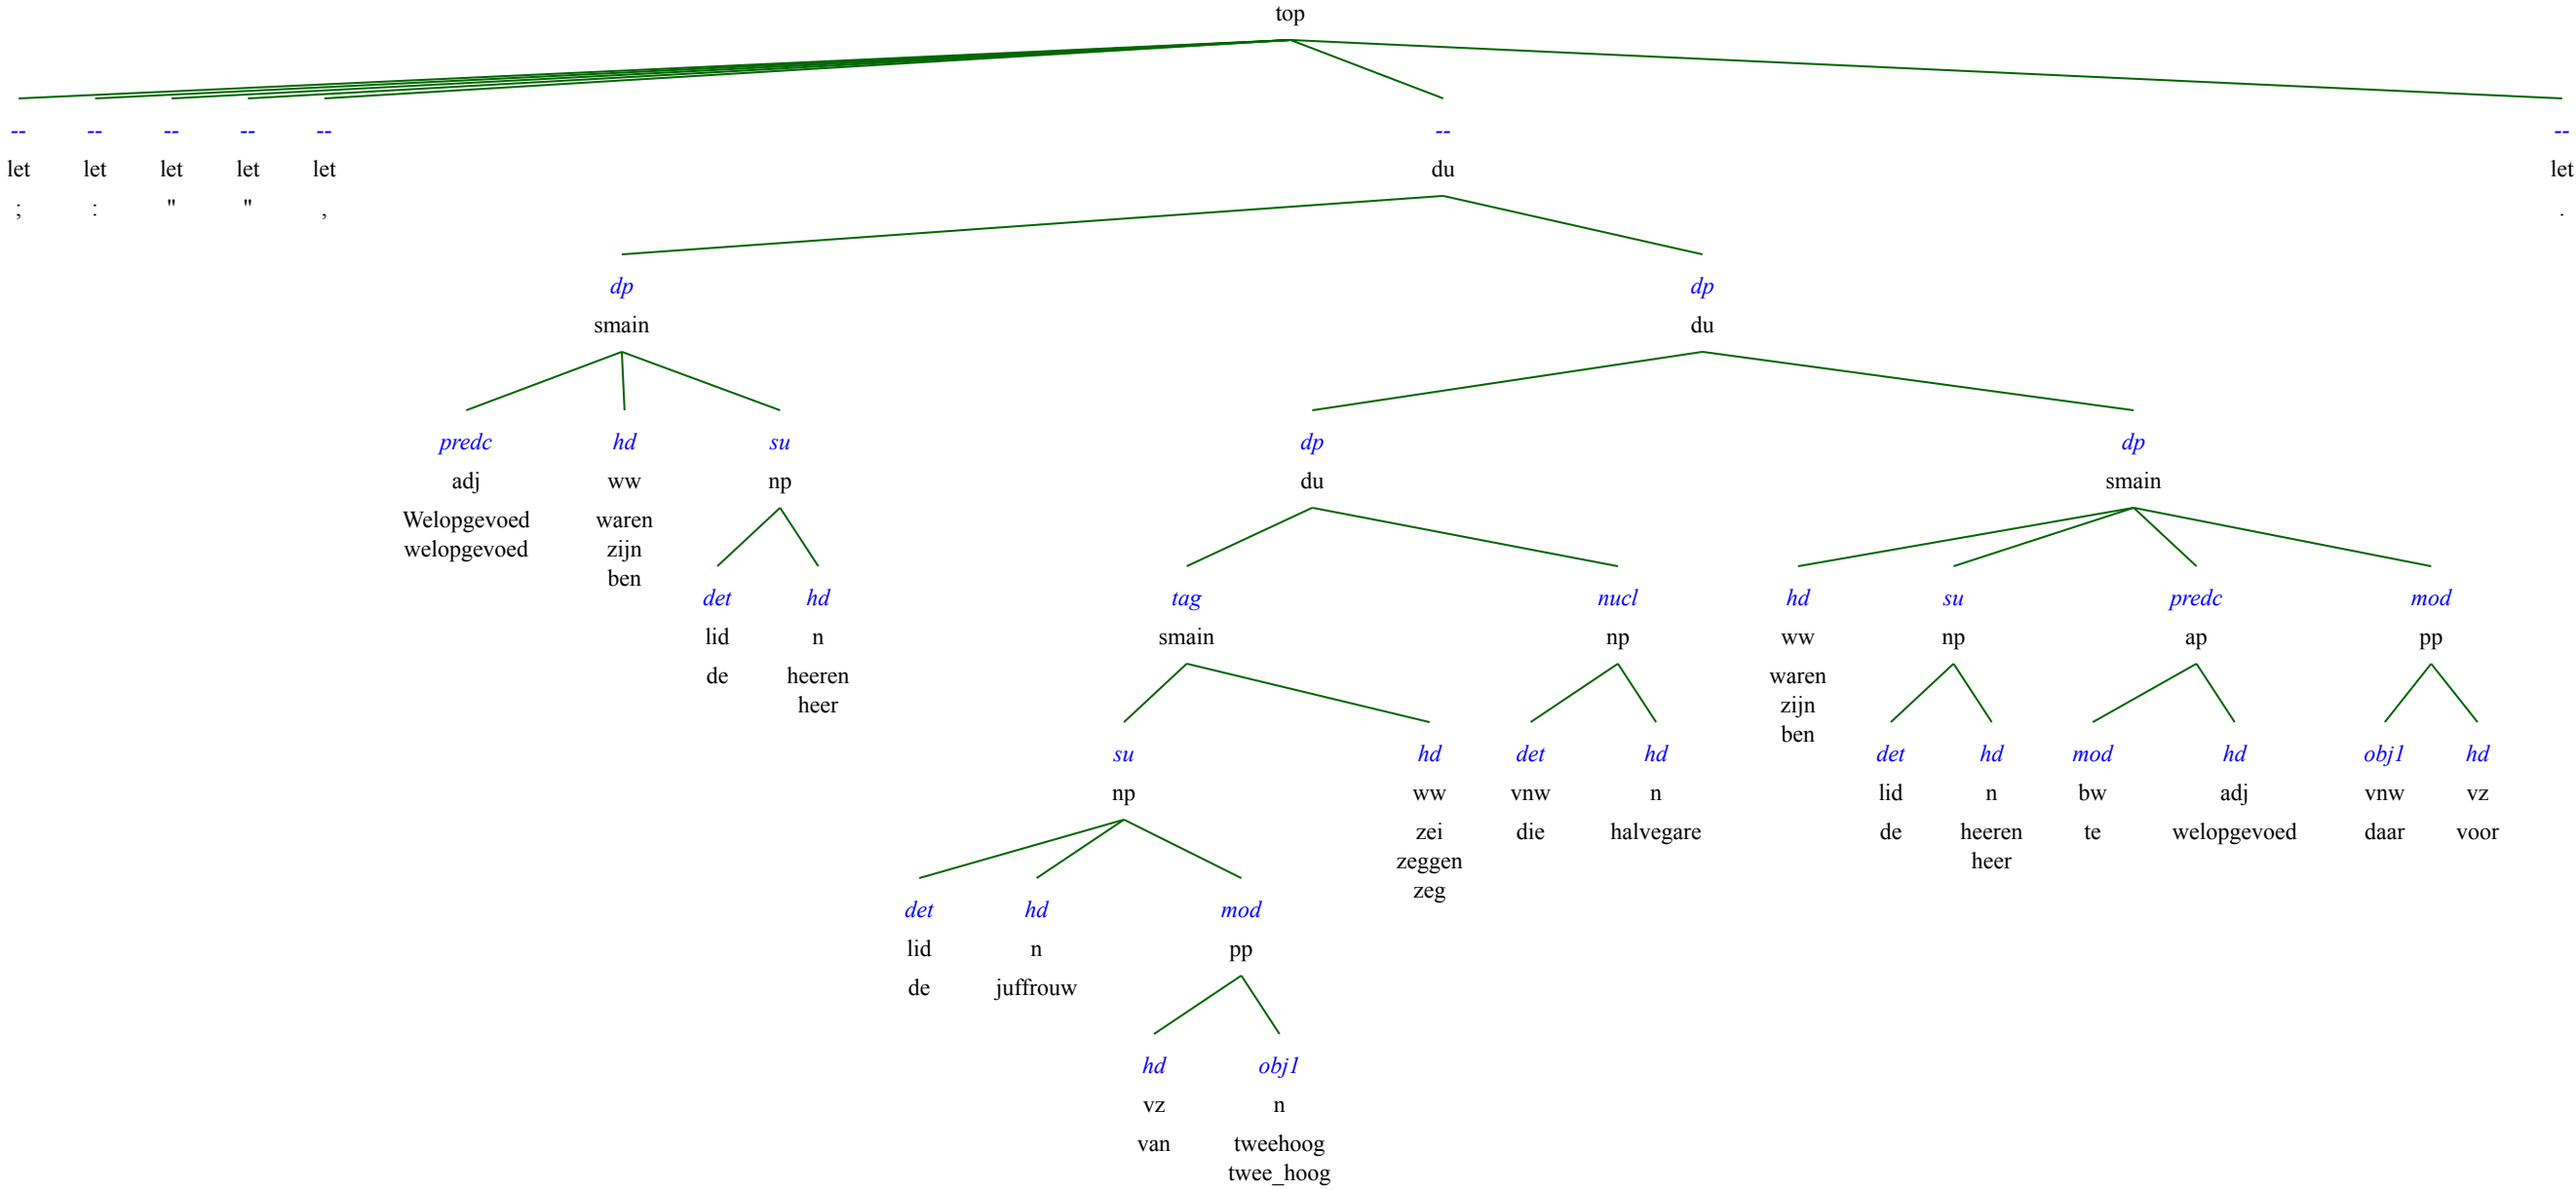 top
-- -- -- -- -- -- --
let let let let let du let
; : " " , .
dp dp
smain du
predc hd su dp dp
adj ww np du smain
Welopgevoed waren
welopgevoed zijn
ben
det hd tag nucl hd su predc mod
lid n smain np ww np ap pp
de heeren waren
heer zijn
ben
su hd det hd det hd mod hd obj1 hd
np ww vnw n lid n bw adj vnw vz
zei die halvegare de heeren te welopgevoed daar voor
zeggen heer
zeg
det hd mod
lid n pp
de juffrouw
hd obj1
vz n
van tweehoog
twee_hoog